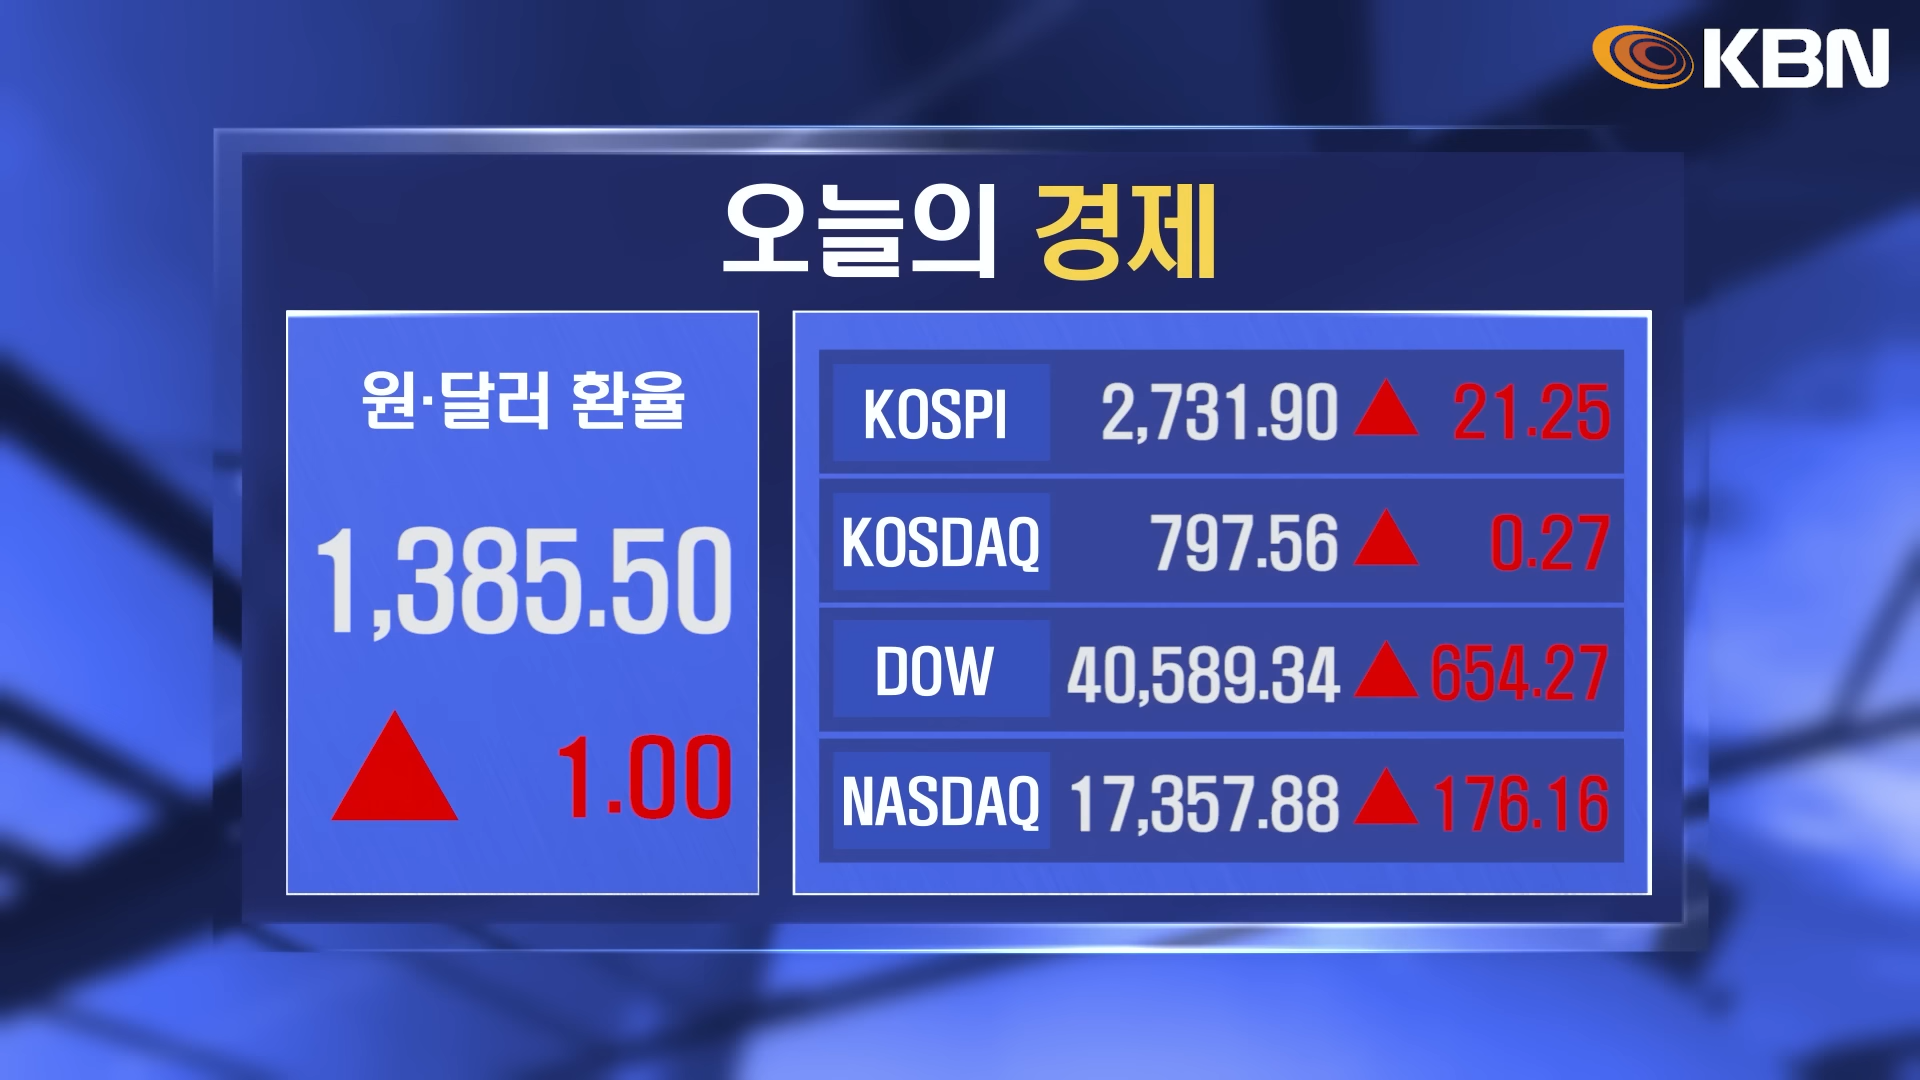 KBN
오늘의 경제
원·달러 환율
1,385.50
▲ 1.00
KOSPI 2,731.90 ▲ 21.25
KOSDAQ 797.56 ▲ 0.27
DOW 40,589.34 ▲ 654.27
NASDAQ 17,357.88 ▲ 176.16